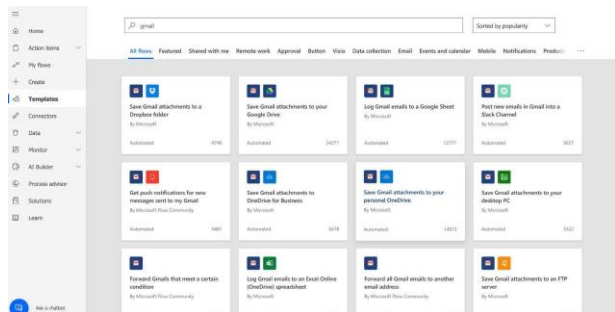 gmail
Sorted by popularity
Home
Action items
My flows
Create
Templates
Connectors
Data
Monitor
AI Builder
Process advisor
Solutions
Learn
Ask a chatbot
All flows Featured Shared with me Remote work Approval Button Visio Data collection Email Events and calendar Mobile Notifications
Save Gmail attachments to a
Dropbox folder
By Microsoft
Automated
Save Gmail attachments to your
Google Drive
By Microsoft
Automated 34271
Log Gmail emails to a Google Sheet
By Microsoft
Automated
Post new emails in Gmail into a
Slack Channel
By Microsoft
Automated
Get push notifications for new
messages sent to my Gmail
By Microsoft Flow Community
Automated
Save Gmail attachments to
OneDrive for Business
By Microsoft
Automated
Save Gmail attachments to your
personal OneDrive
By Microsoft
Automated
Save Gmail attachments to your
desktop PC
By Microsoft
Automated
Forward Gmails that meet a certain
condition
By Microsoft Flow Community
Log Gmail emails to an Excel Online
(OneDrive) spreadsheet
By Microsoft
Forward all Gmail emails to another
email address
By Microsoft Flow Community
Save Gmail attachments to an FTP
server
By Microsoft